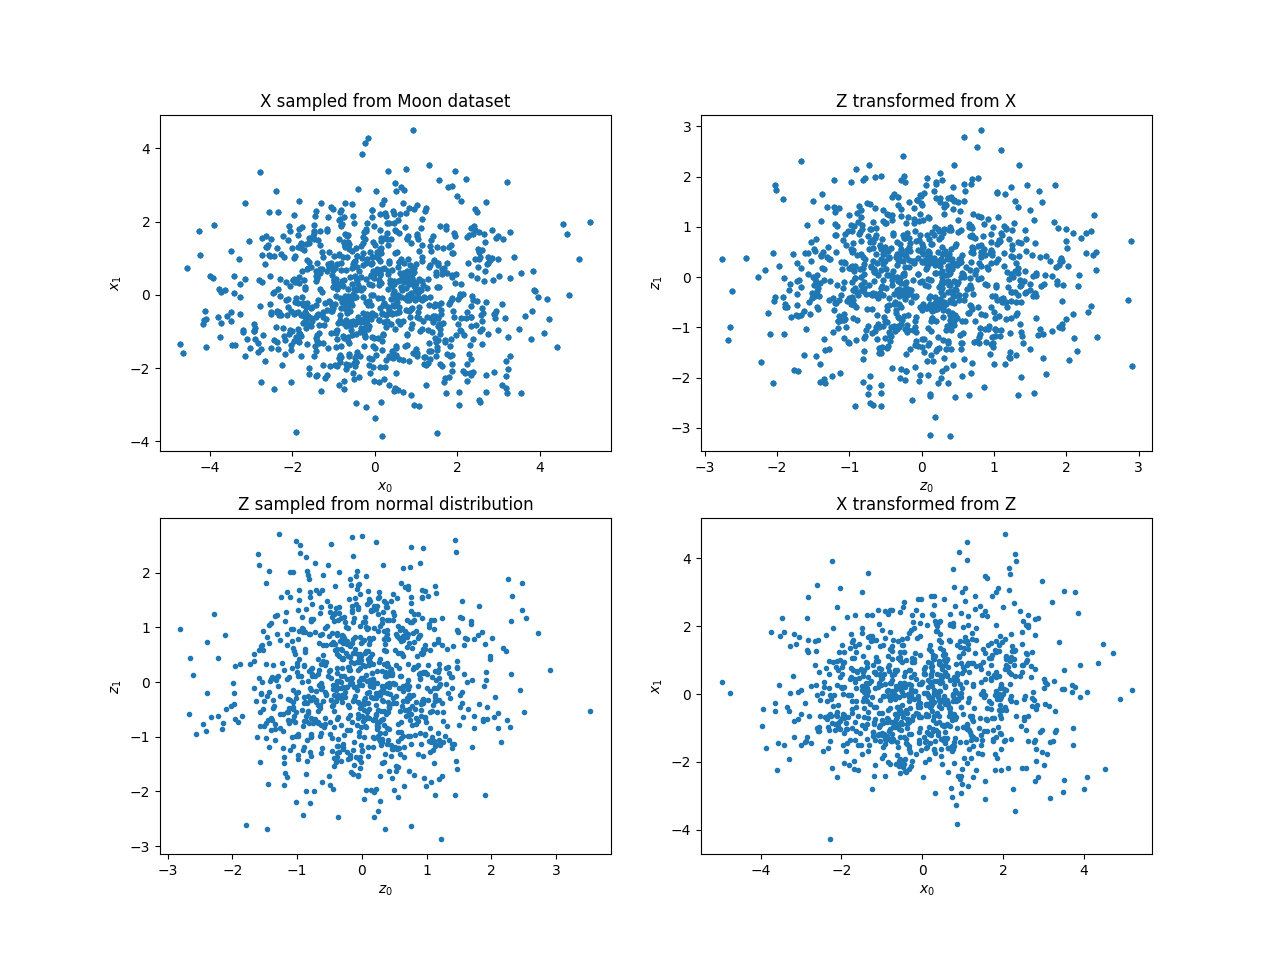 X sampled from Moon dataset
x₁
4
2
0
−2
−4
−4 −2 0 2 4
x₀
Z transformed from X
z₁
3
2
1
0
−1
−2
−3
−3 −2 −1 0 1 2 3
z₀
Z sampled from normal distribution
z₁
2
1
0
−1
−2
−3
−3 −2 −1 0 1 2 3
z₀
X transformed from Z
x₁
4
2
0
−2
−4
−4 −2 0 2 4
x₀